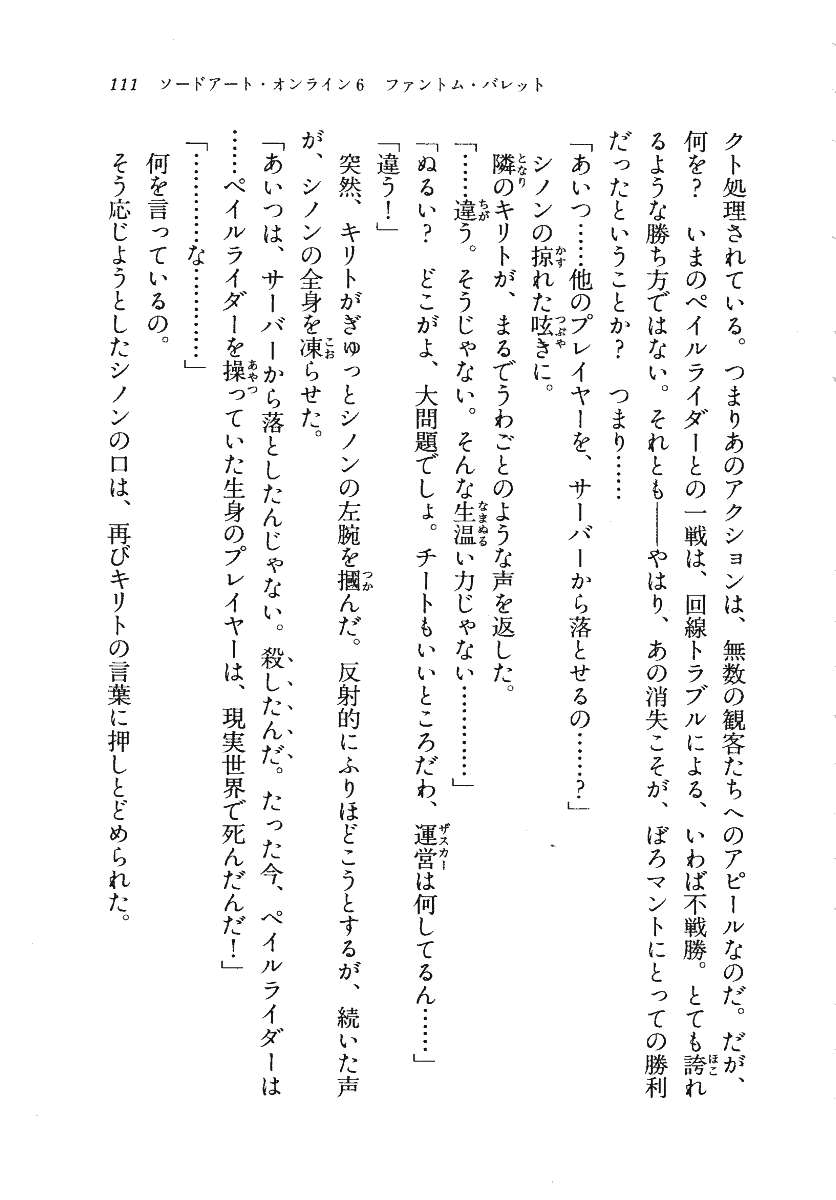 111　ソードアート・オンライン6　ファントム・バレット
クト処理されている。つまりあのアクションは、無数の観客たちへのアピールなのだ。だが、
何を？　いまのペイルライダーとの一戦は、回線トラブルによる、いわば不戦勝。とても誇れ
るような勝ち方ではない。それとも――やはり、あの消失こそが、ぼろマントにとっての勝利
だったということか？　つまり……
「あいつ……他のプレイヤーを、サーバーから落とせるの……？」
シノンの掠れた呟きに。
隣のキリトが、まるでうわごとのような声を返した。
「……違う。そうじゃない。そんな生温い力じゃない…………」
「ぬるい？　どこがよ、大問題でしょ。チートもいいところだわ、運営は何してるん……」
「違う！」
突然、キリトがぎゅっとシノンの左腕を摑んだ。反射的にふりほどこうとするが、続いた声
が、シノンの全身を凍らせた。
「あいつは、サーバーから落としたんじゃない。殺したんだ。たった今、ペイルライダーは
……ペイルライダーを操っていた生身のプレイヤーは、現実世界で死んだんだ！」
「…………な…………」
何を言っているの。
そう応じようとしたシノンの口は、再びキリトの言葉に押しとどめられた。